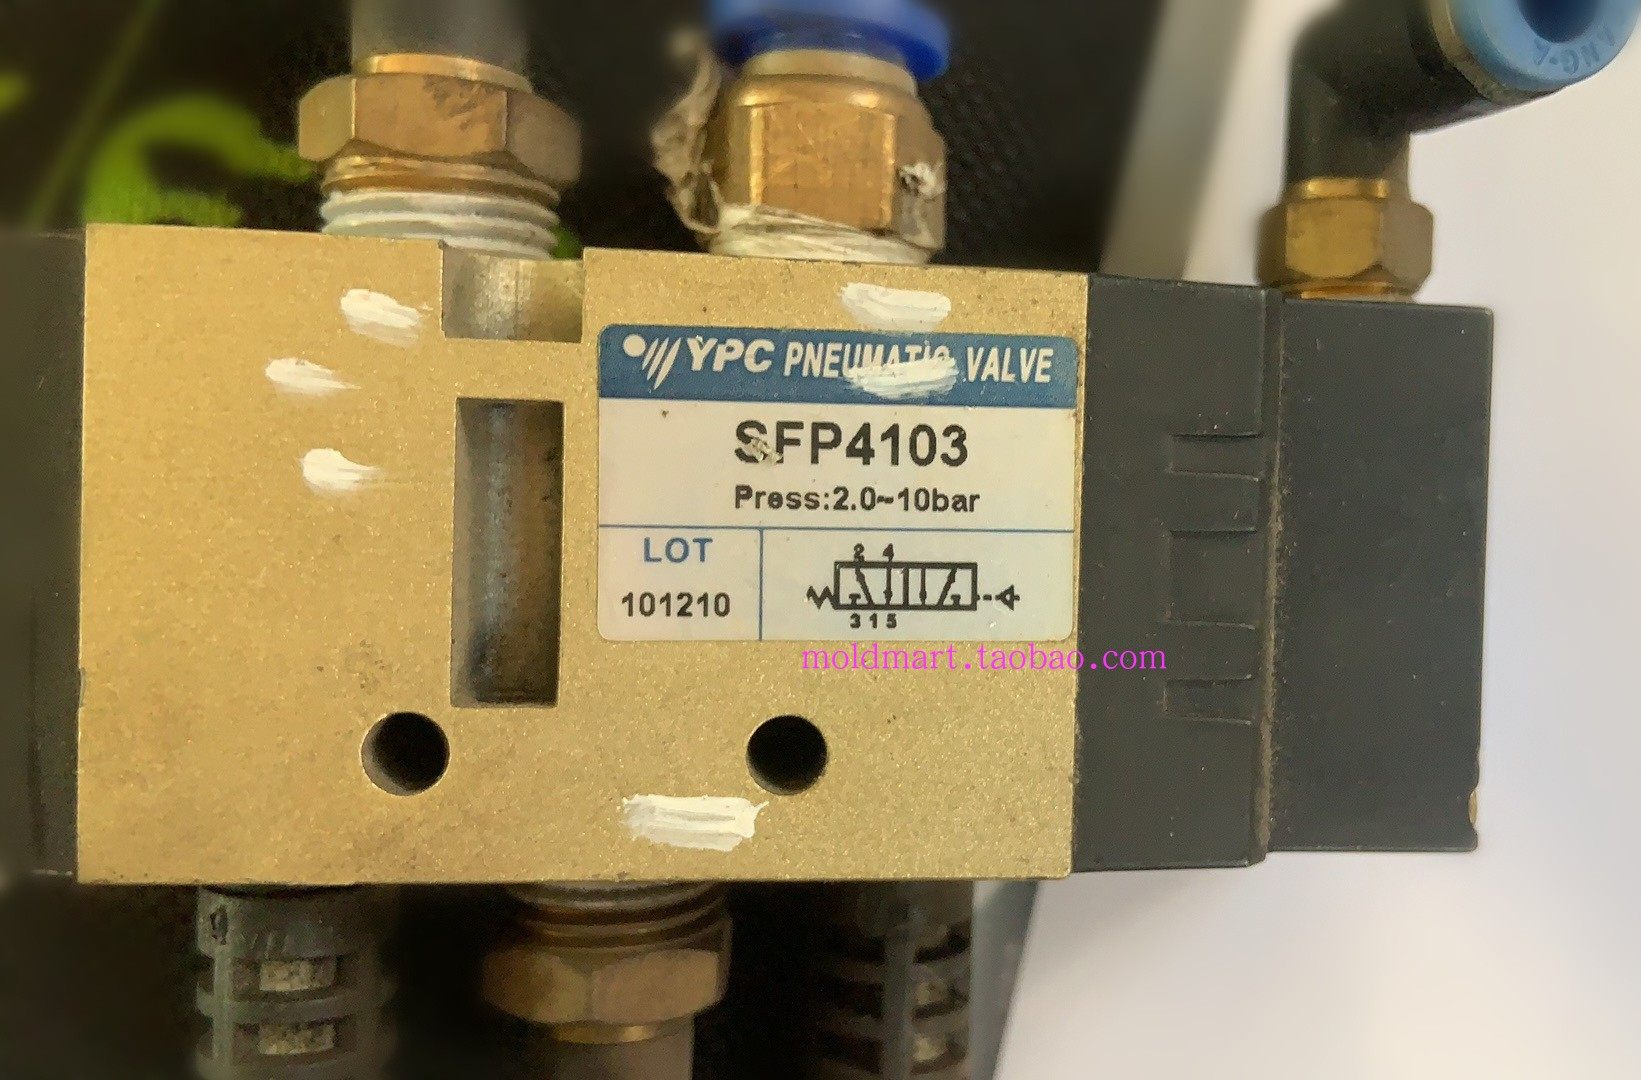 YPC PNEUMATIC VALVE
SFP4103
Press:2.0~10bar
LOT
101210
2 4
3 1 5
moldmart.taobao.com